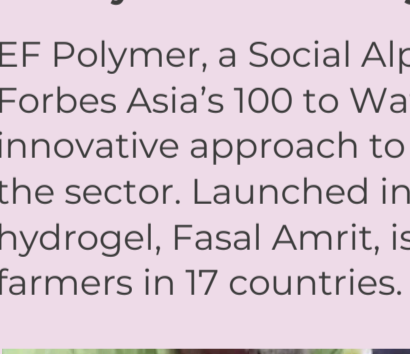 EF Polymer, a Social Alp
Forbes Asia's 100 to Wa
innovative approach to
the sector. Launched in
hydrogel, Fasal Amrit, is
farmers in 17 countries.